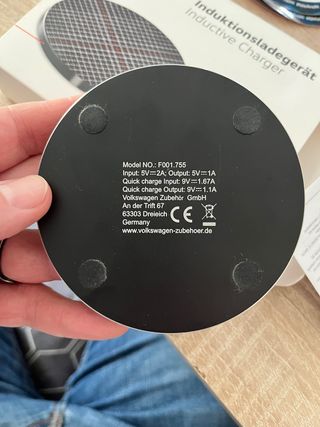 Induktionsladegerät
Inductive Charger
Model NO.: F001.755
Input: 5V⎓2A; Output: 5V⎓1A
Quick charge Input: 9V⎓1.67A
Quick charge Output: 9V⎓1.1A
Volkswagen Zubehör GmbH
An der Trift 67
63303 Dreieich
Germany
www.volkswagen-zubehoer.de
CE